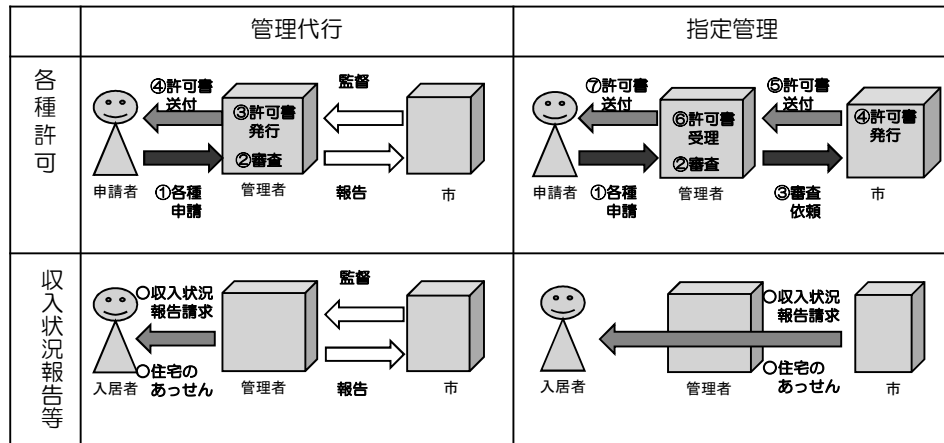 管理代行
指定管理
各種許可
④許可書
送付
③許可書
発行
②審査
監督
申請者
①各種
申請
管理者
報告
市
⑦許可書
送付
⑥許可書
受理
②審査
⑤許可書
送付
④許可書
発行
申請者
①各種
申請
管理者
③審査
依頼
市
収入状況報告等
○収入状況
報告請求
監督
○住宅の
あっせん
入居者
管理者
報告
市
○収入状況
報告請求
○住宅の
あっせん
入居者
管理者
市